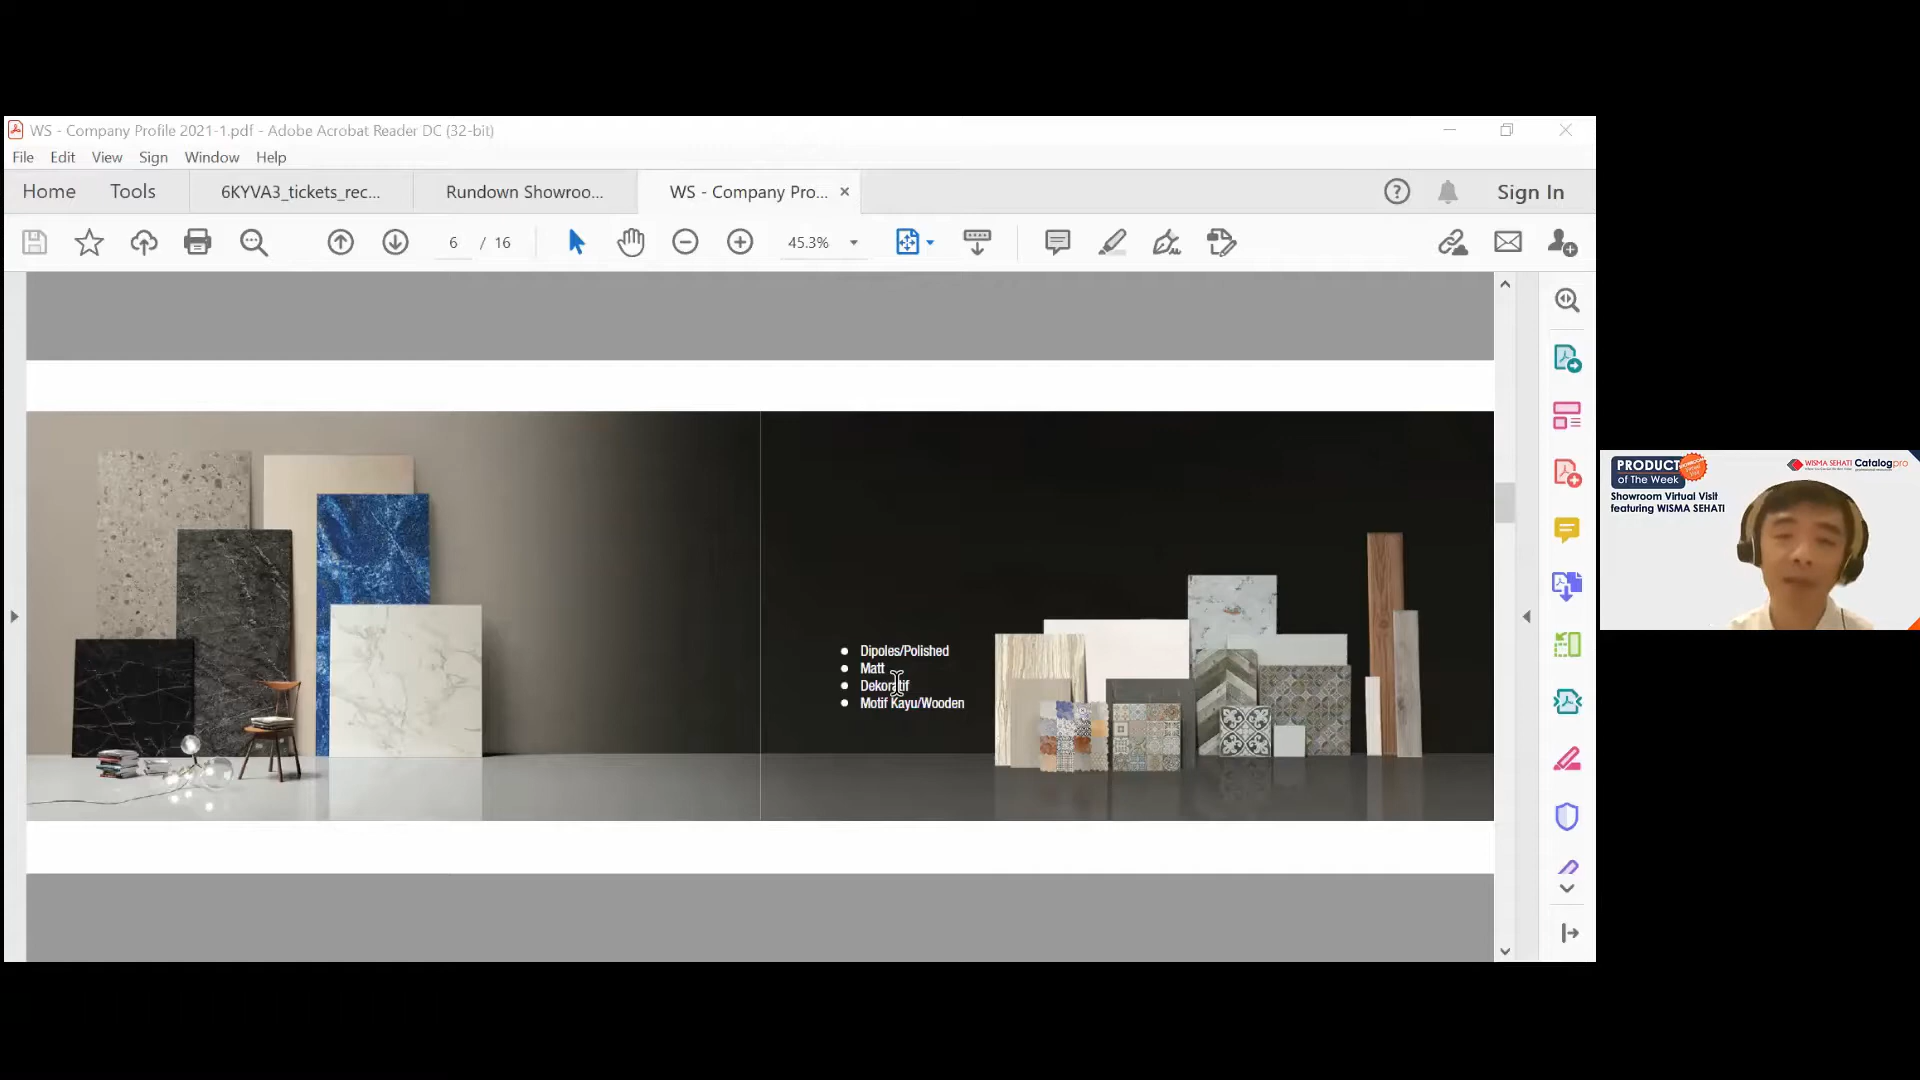 WS - Company Profile 2021-1.pdf - Adobe Acrobat Reader DC (32-bit)
File Edit View Sign Window Help
Home Tools 6KYVA3_tickets_rec... Rundown Showroo... WS - Company Pro... Sign In
6 / 16 45.3%
Dipoles/Polished
Matt
Dekoratif
Motif Kayu/Wooden
PRODUCT
of The Week
WISMA SEHATI Catalogpro
Showroom Virtual Visit
featuring WISMA SEHATI